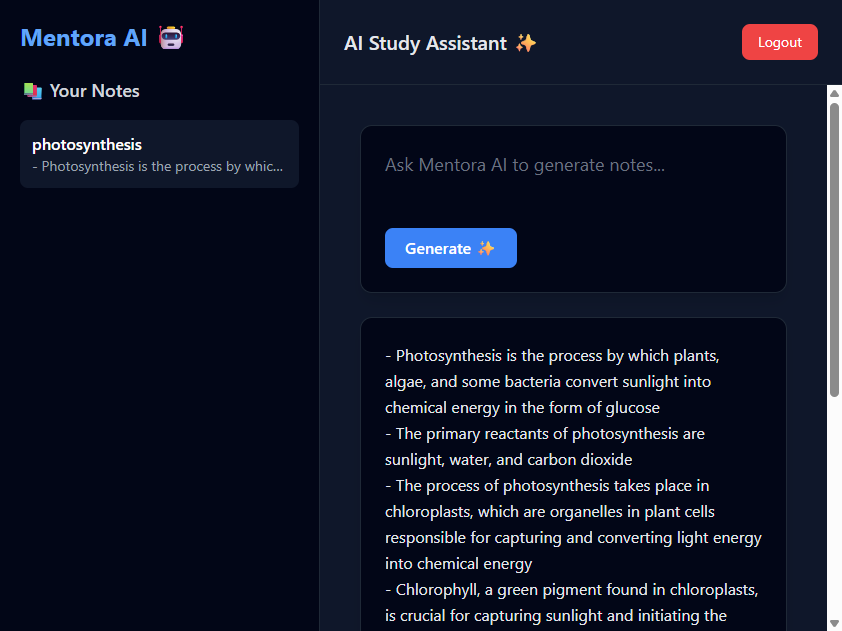 Mentora AI
Your Notes
photosynthesis
- Photosynthesis is the process by whic...
AI Study Assistant
Logout
Ask Mentora AI to generate notes...
Generate
- Photosynthesis is the process by which plants,
algae, and some bacteria convert sunlight into
chemical energy in the form of glucose
- The primary reactants of photosynthesis are
sunlight, water, and carbon dioxide
- The process of photosynthesis takes place in
chloroplasts, which are organelles in plant cells
responsible for capturing and converting light energy
into chemical energy
- Chlorophyll, a green pigment found in chloroplasts,
is crucial for capturing sunlight and initiating the